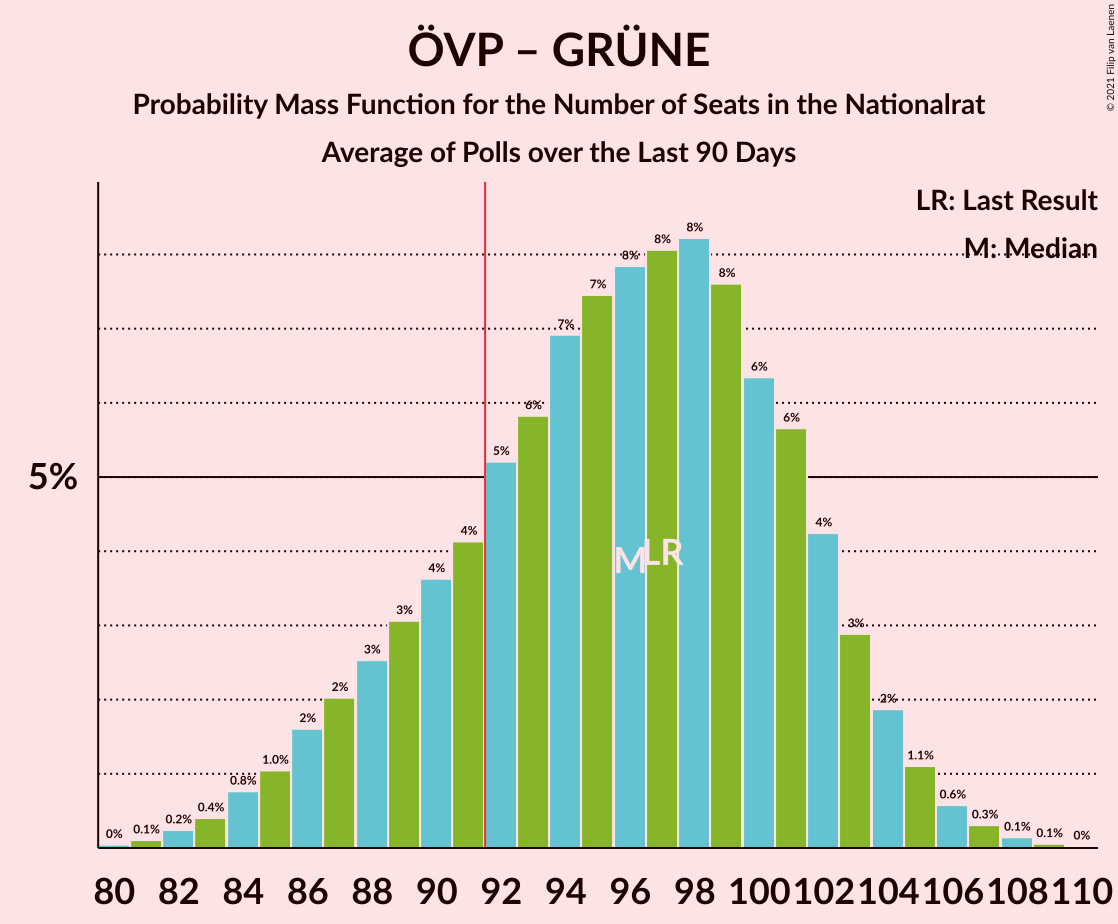 ÖVP – GRÜNE
Probability Mass Function for the Number of Seats in the Nationalrat
Average of Polls over the Last 90 Days
© 2021 Filip van Laenen
LR: Last Result
M: Median
5%
0% 0.1% 0.2% 0.4% 0.8% 1.0% 2% 2% 3% 3% 4% 4% 5% 6% 7% 7% 8% 8% 8% 8% 6% 6% 4% 3% 2% 1.1% 0.6% 0.3% 0.1% 0.1% 0%
M LR
80 82 84 86 88 90 92 94 96 98 100 102 104 106 108 110